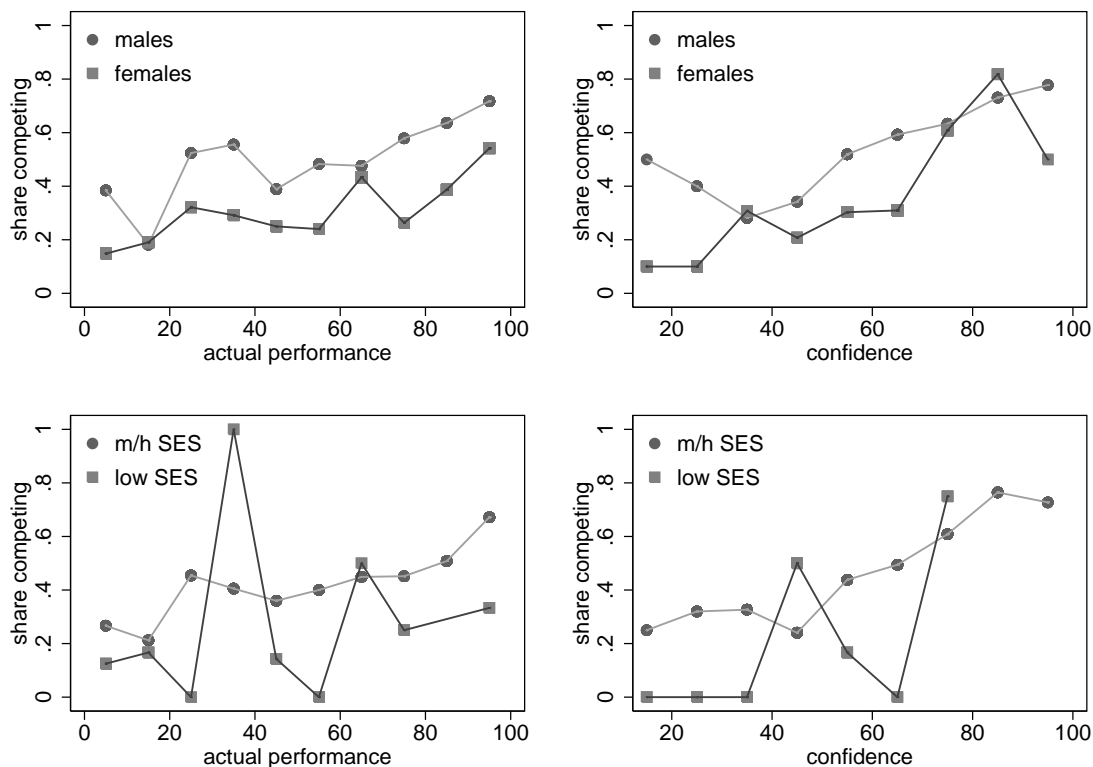 1
.8
.6
.4
.2
0
share competing
males
females
0 20 40 60 80 100
actual performance
1
.8
.6
.4
.2
0
share competing
males
females
20 40 60 80 100
confidence
1
.8
.6
.4
.2
0
share competing
m/h SES
low SES
0 20 40 60 80 100
actual performance
1
.8
.6
.4
.2
0
share competing
m/h SES
low SES
20 40 60 80 100
confidence